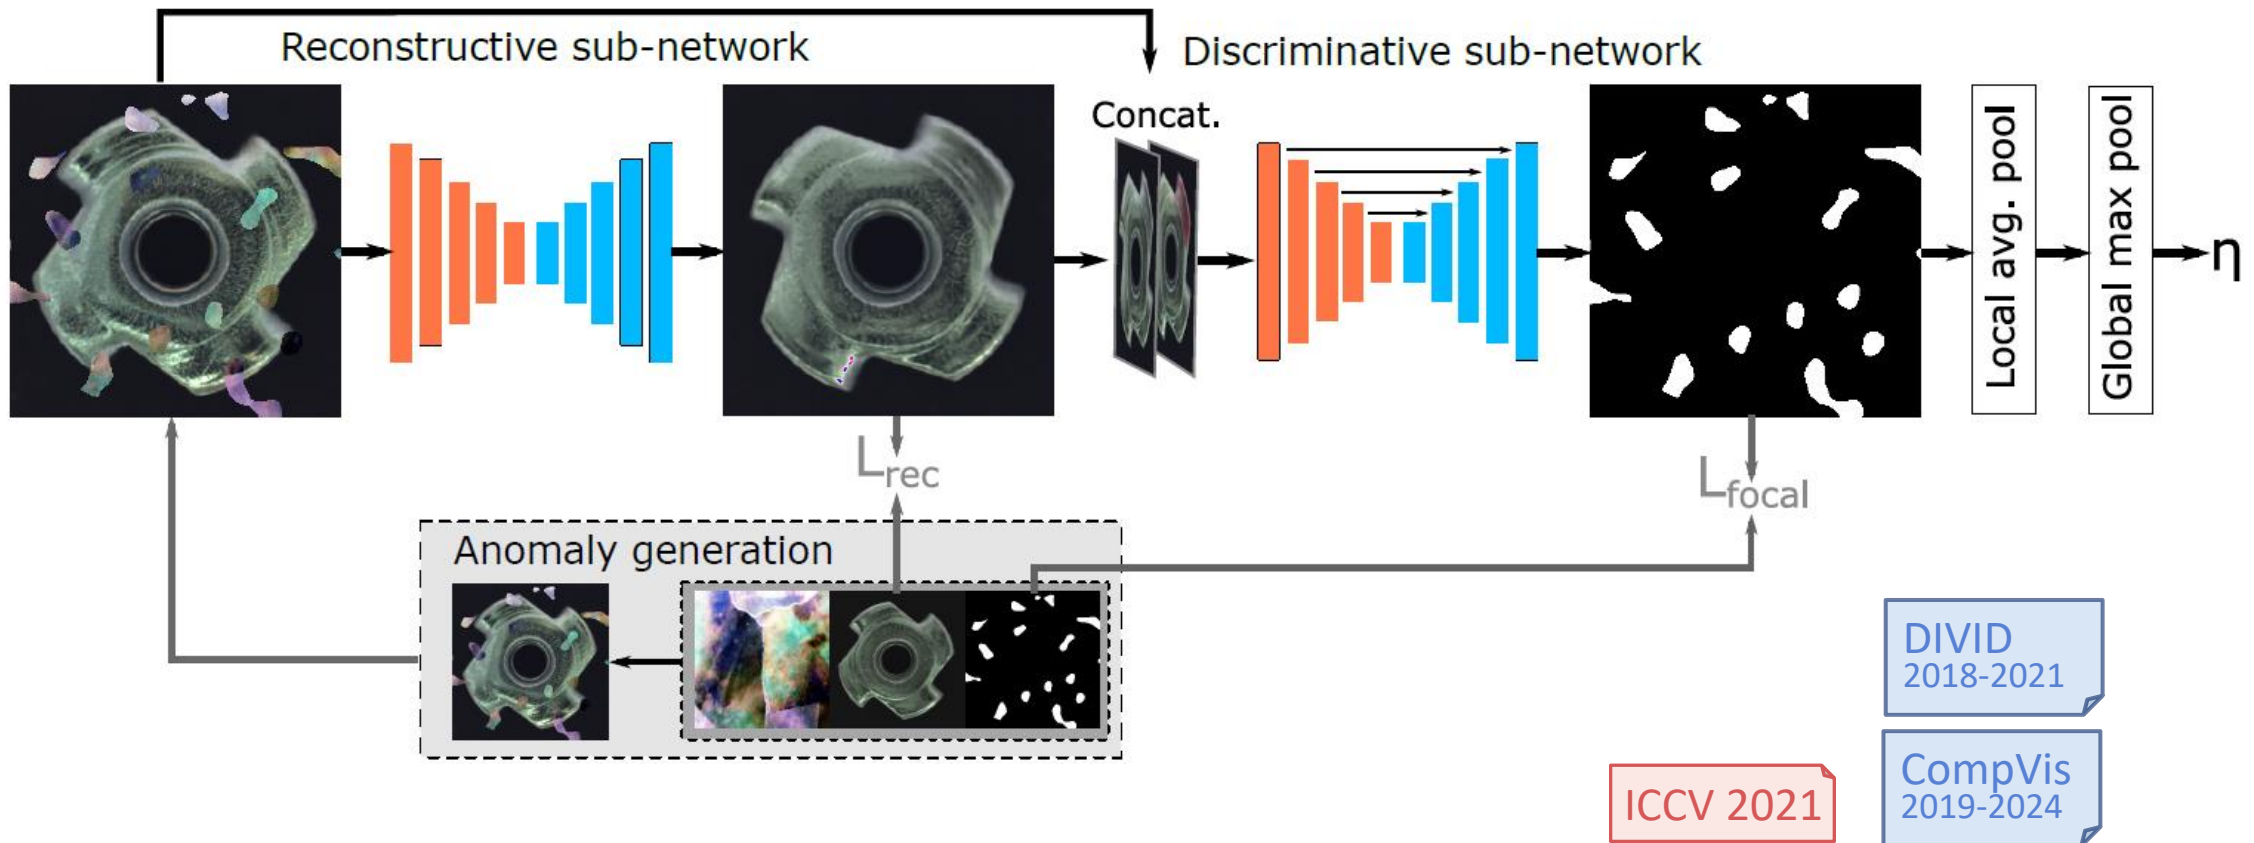 Reconstructive sub-network
Discriminative sub-network
Concat.
Local avg. pool
Global max pool
η
Lrec
Lfocal
Anomaly generation
DIVID
2018-2021
CompVis
2019-2024
ICCV 2021